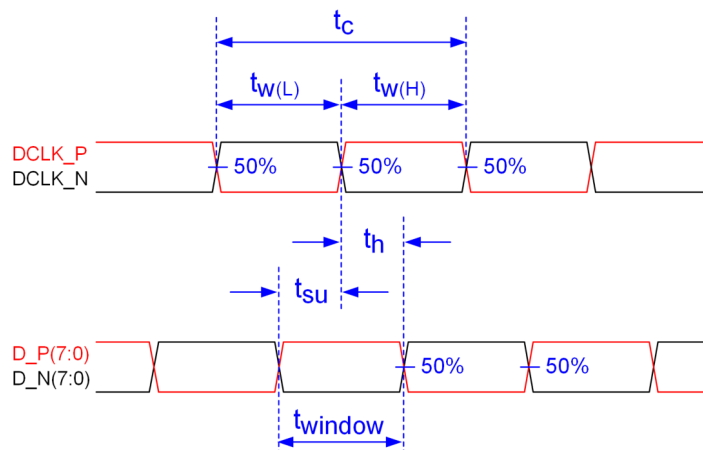 tc
tw(L) tw(H)
DCLK_P
DCLK_N
50% 50% 50%
th
tsu
D_P(7:0)
D_N(7:0)
50% 50%
twindow